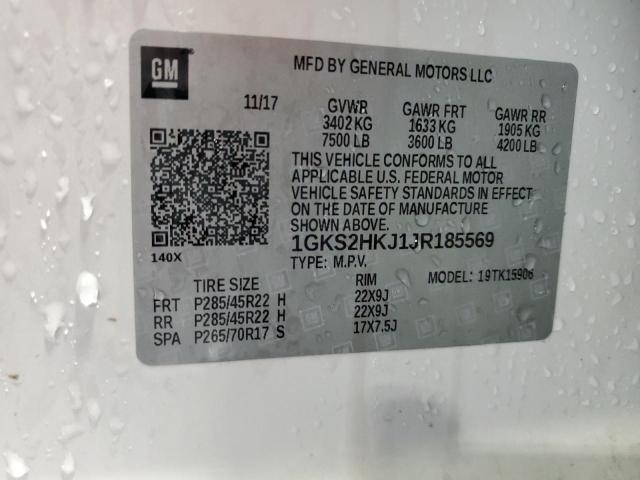 GM
MFD BY GENERAL MOTORS LLC
11/17 GVWR GAWR FRT GAWR RR
3402 KG 1633 KG 1905 KG
7500 LB 3600 LB 4200 LB
THIS VEHICLE CONFORMS TO ALL
APPLICABLE U.S. FEDERAL MOTOR
VEHICLE SAFETY STANDARDS IN EFFECT
ON THE DATE OF MANUFACTURE
SHOWN ABOVE.
140X
1GKS2HKJ1JR185569
TYPE: M.P.V. MODEL: 19TK15906
TIRE SIZE RIM
FRT P285/45R22 H 22X9J
RR P285/45R22 H 22X9J
SPA P265/70R17 S 17X7.5J